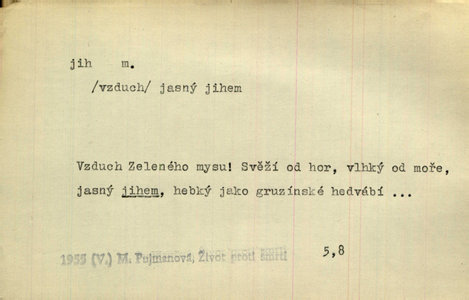 jih m.
/vzduch/ jasný jihem
Vzduch Zeleného mysu! Svěží od hor, vlhký od moře,
jasný jihem, hebký jako gruzínské hedvábí ...
5,8
1955 (V.) M. Pujmanová, Život proti smrti